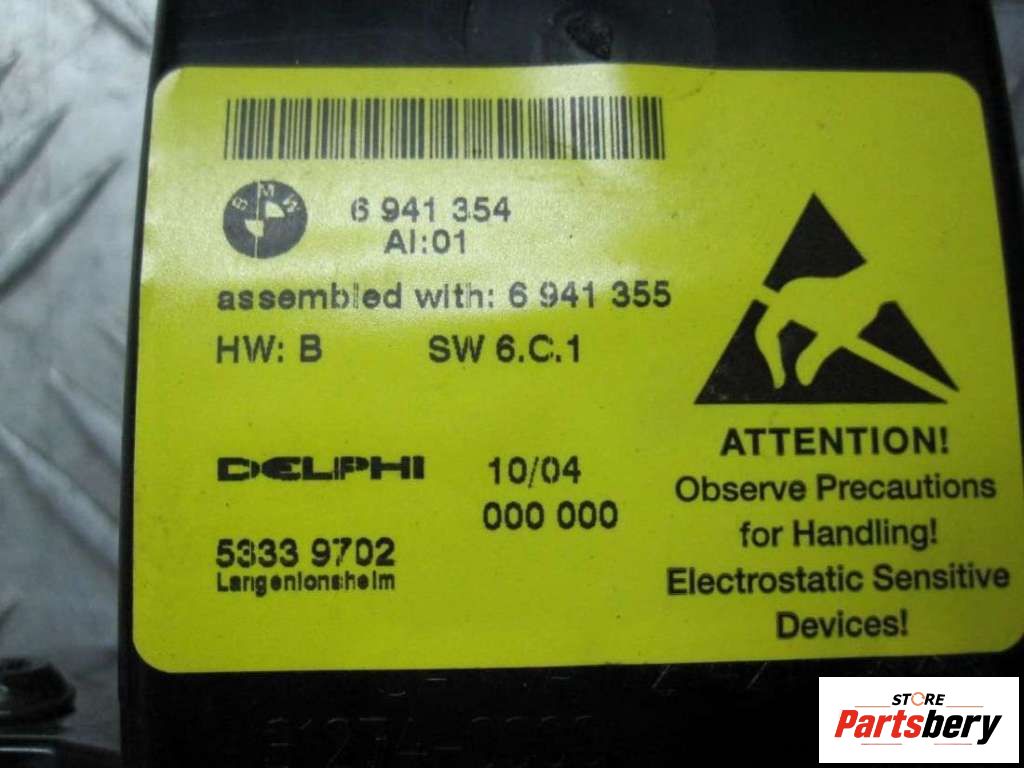 BMW
6 941 354
AI:01
assembled with: 6 941 355
HW: B SW 6.C.1
DELPHI 10/04
000 000
5333 9702
Langenlonsheim
ATTENTION!
Observe Precautions
for Handling!
Electrostatic Sensitive
Devices!
STORE
Partsbery